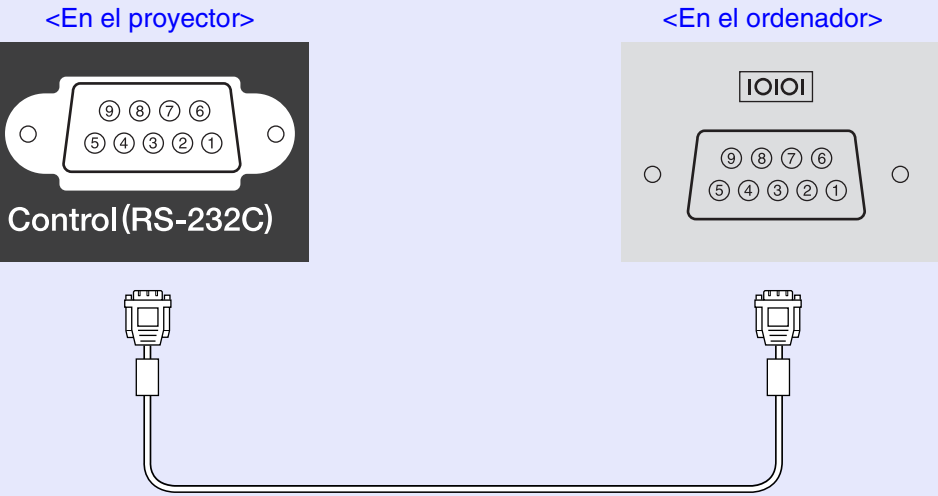 <En el proyector>
<En el ordenador>
9 8 7 6
5 4 3 2 1
Control (RS-232C)
IOIOI
9 8 7 6
5 4 3 2 1